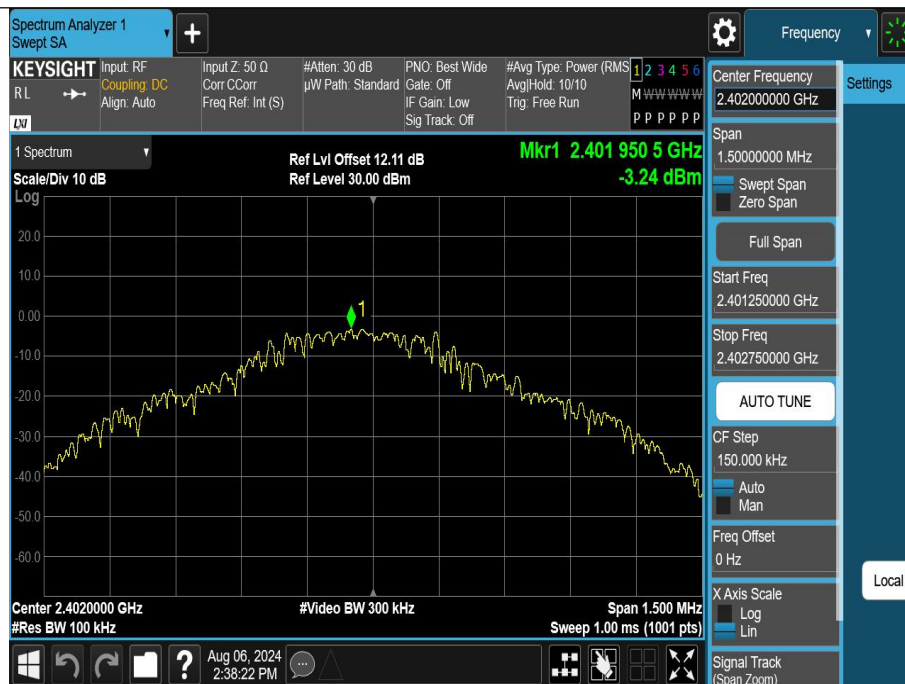 Spectrum Analyzer 1
Swept SA
Frequency
KEYSIGHT
RL
LXI
Input: RF
Coupling: DC
Align: Auto
Input Z: 50 Ω
Corr CCorr
Freq Ref: Int (S)
#Atten: 30 dB
µW Path: Standard
PNO: Best Wide
Gate: Off
IF Gain: Low
Sig Track: Off
#Avg Type: Power (RMS
Avg|Hold: 10/10
Trig: Free Run
1 2 3 4 5 6
M W W W W W
P P P P P P
1 Spectrum
Scale/Div 10 dB
Log
Ref Lvl Offset 12.11 dB
Ref Level 30.00 dBm
Mkr1 2.401 950 5 GHz
-3.24 dBm
20.0
10.0
0.00
-10.0
-20.0
-30.0
-40.0
-50.0
-60.0
1
Center 2.4020000 GHz
#Res BW 100 kHz
#Video BW 300 kHz
Span 1.500 MHz
Sweep 1.00 ms (1001 pts)
?
Aug 06, 2024
2:38:22 PM
Center Frequency
2.402000000 GHz
Span
1.50000000 MHz
Swept Span
Zero Span
Full Span
Start Freq
2.401250000 GHz
Stop Freq
2.402750000 GHz
AUTO TUNE
CF Step
150.000 kHz
Auto
Man
Freq Offset
0 Hz
X Axis Scale
Log
Lin
Signal Track
(Span Zoom)
Settings
Local